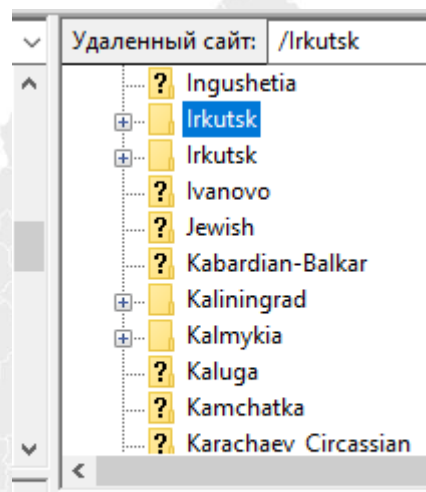 Удаленный сайт: /Irkutsk
Ingushetia
Irkutsk
Irkutsk
Ivanovo
Jewish
Kabardian-Balkar
Kaliningrad
Kalmykia
Kaluga
Kamchatka
Karachaev Circassian